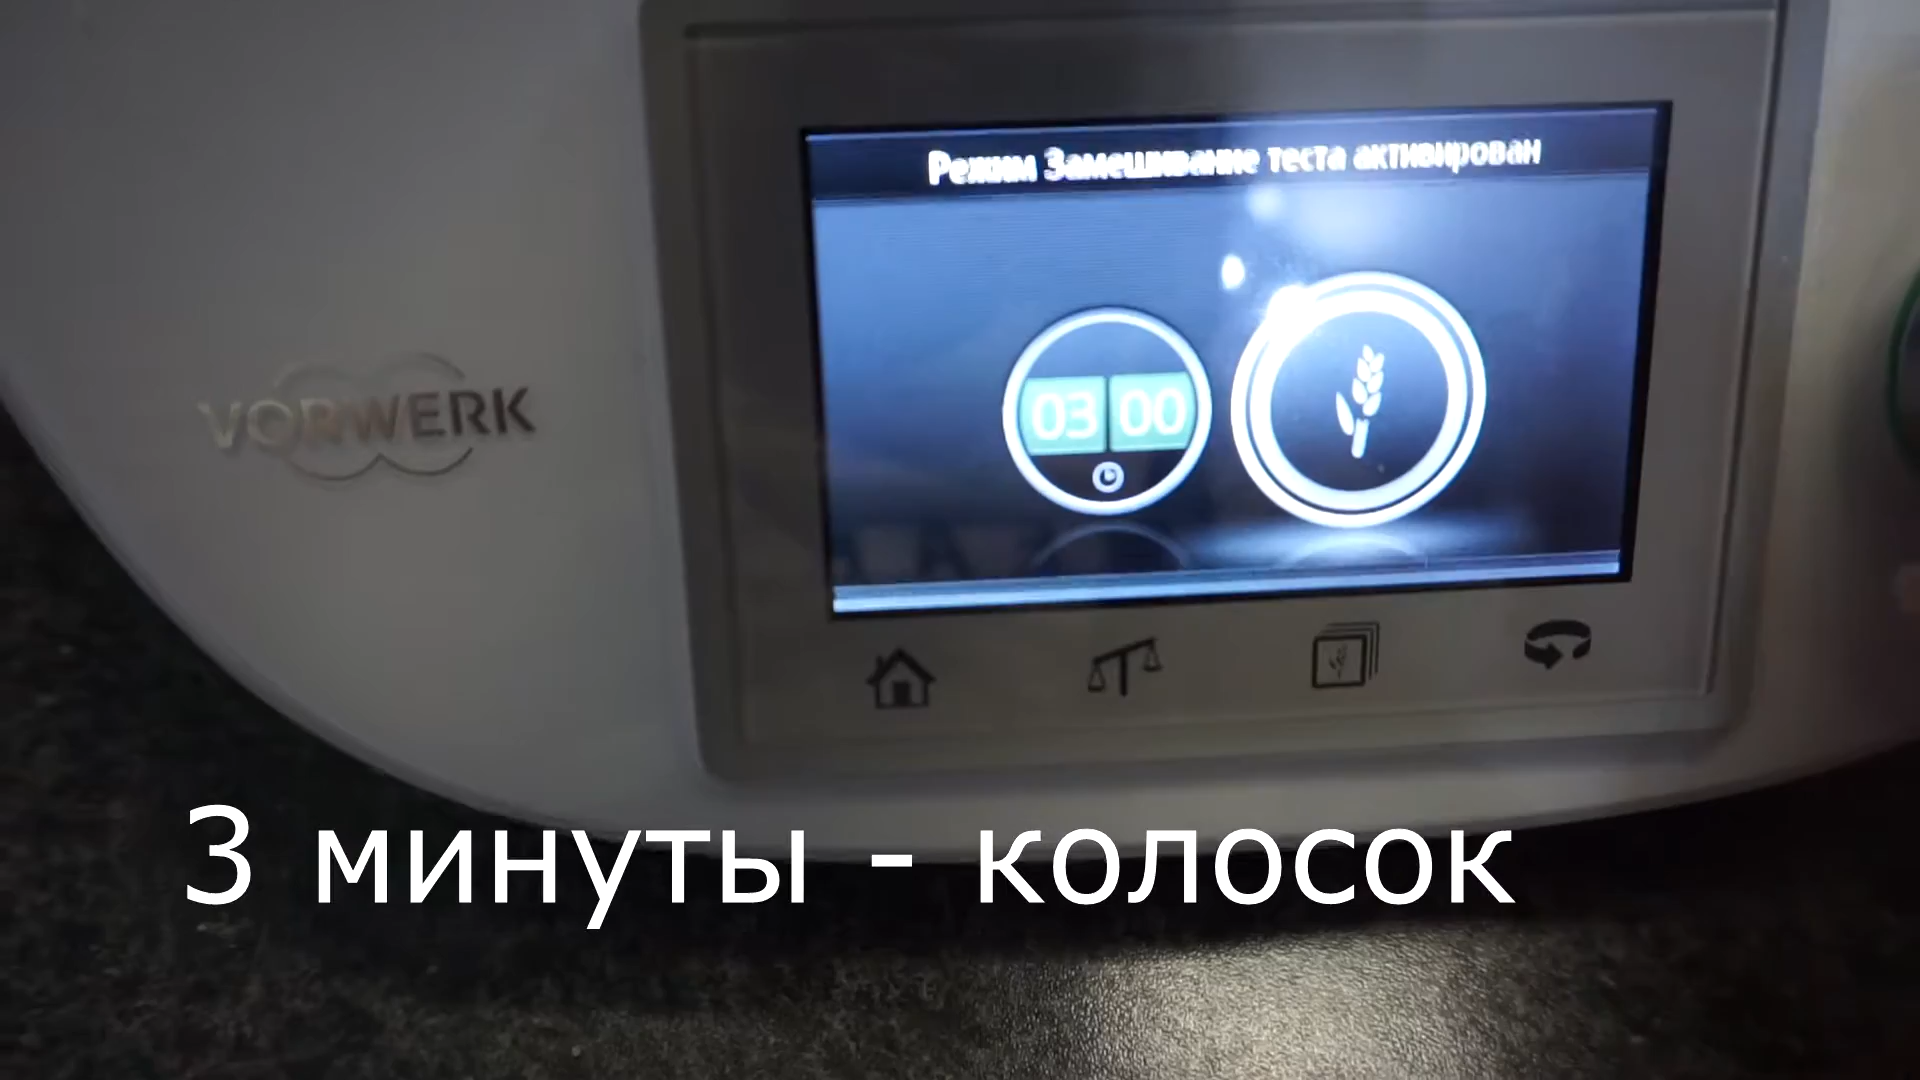 Режим Замешивание теста активирован
03 00
VORWERK
3 минуты - колосок